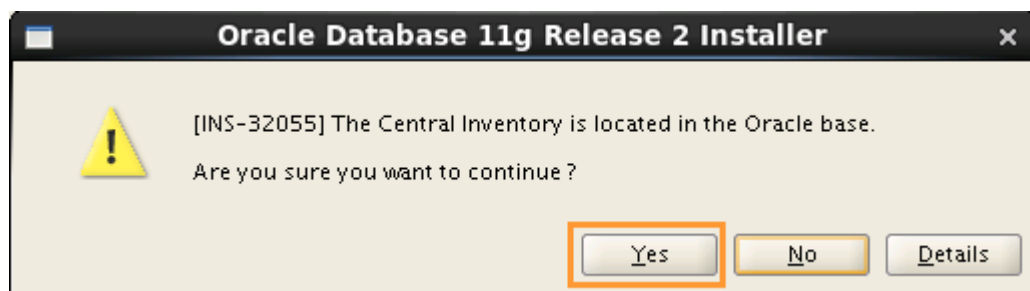 Oracle Database 11g Release 2 Installer
[INS-32055] The Central Inventory is located in the Oracle base.
Are you sure you want to continue ?
Yes No Details